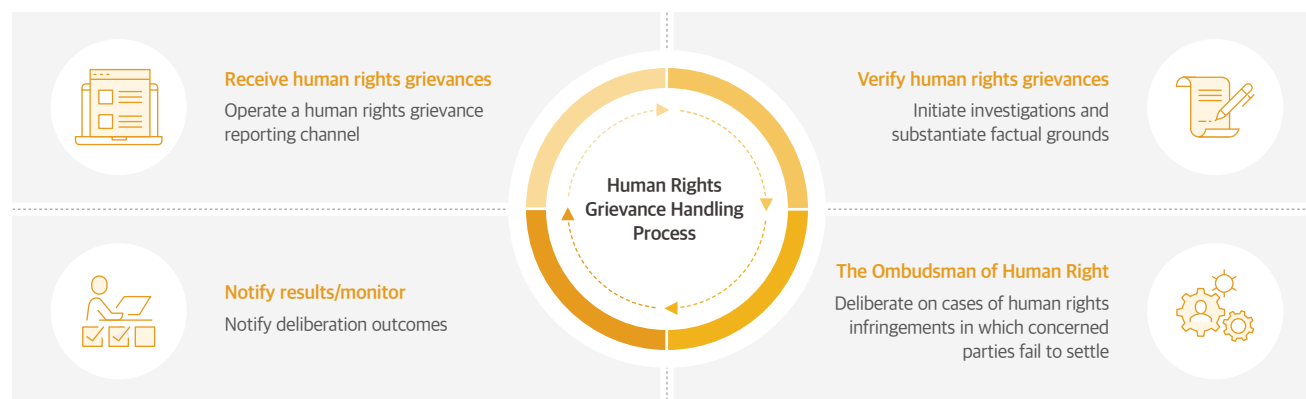 Receive human rights grievances
Operate a human rights grievance
reporting channel
Verify human rights grievances
Initiate investigations and
substantiate factual grounds
Human Rights
Grievance Handling
Process
Notify results/monitor
Notify deliberation outcomes
The Ombudsman of Human Right
Deliberate on cases of human rights
infringements in which concerned
parties fail to settle